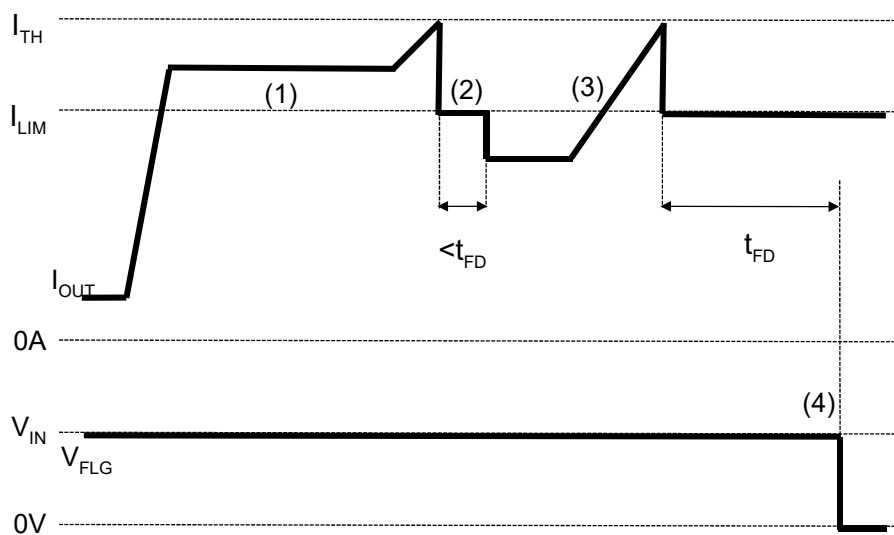 I_TH
(1) (2) (3)
I_LIM
<t_FD t_FD
I_OUT
0A
(4)
V_IN
V_FLG
0V